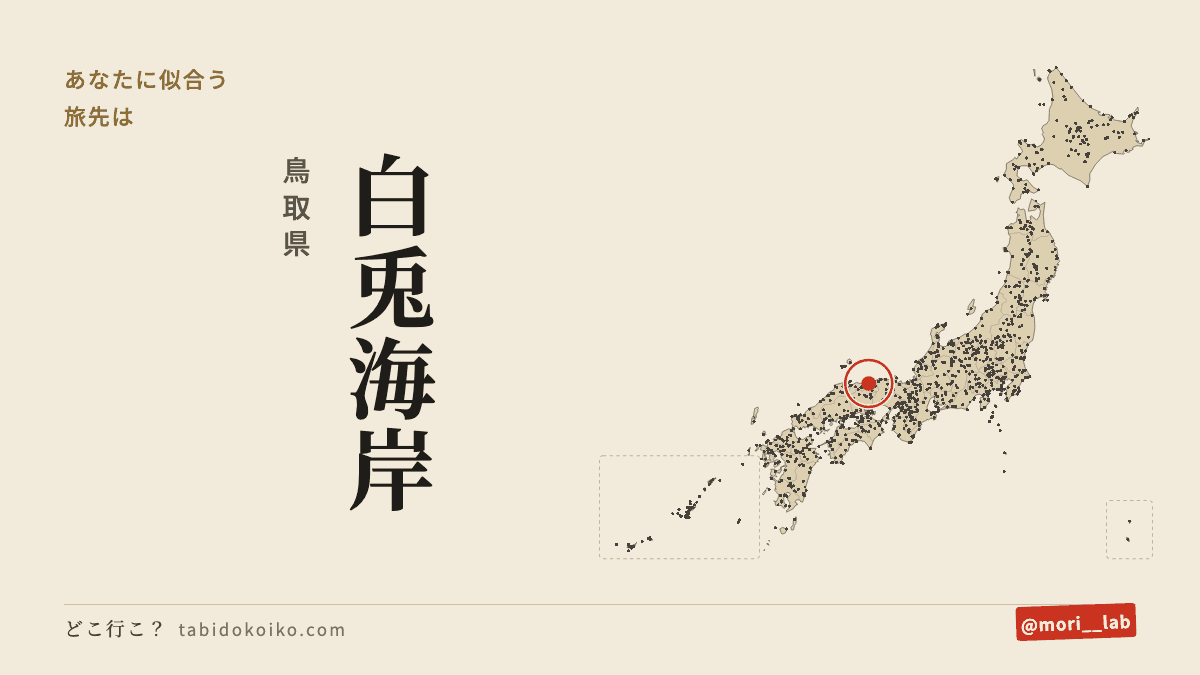 あなたに似合う
旅先は
白兎海岸
鳥取県
どこ行こ？ tabidokoiko.com
@mori__lab